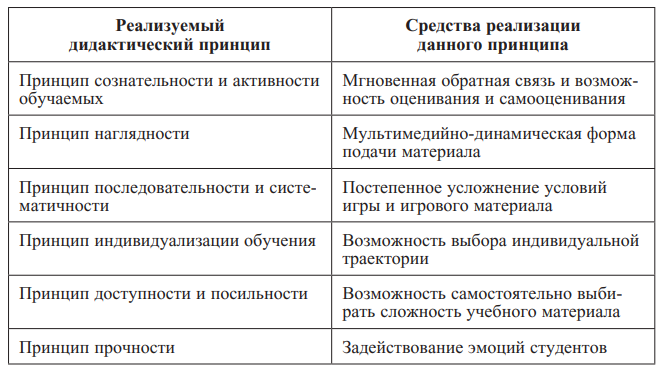 Реализуемый
дидактический принцип
Средства реализации
данного принципа
Принцип сознательности и активности
обучаемых
Мгновенная обратная связь и возмож-
ность оценивания и самооценивания
Принцип наглядности
Мультимедийно-динамическая форма
подачи материала
Принцип последовательности и систе-
матичности
Постепенное усложнение условий
игры и игрового материала
Принцип индивидуализации обучения
Возможность выбора индивидуальной
траектории
Принцип доступности и посильности
Возможность самостоятельно выби-
рать сложность учебного материала
Принцип прочности
Задействование эмоций студентов